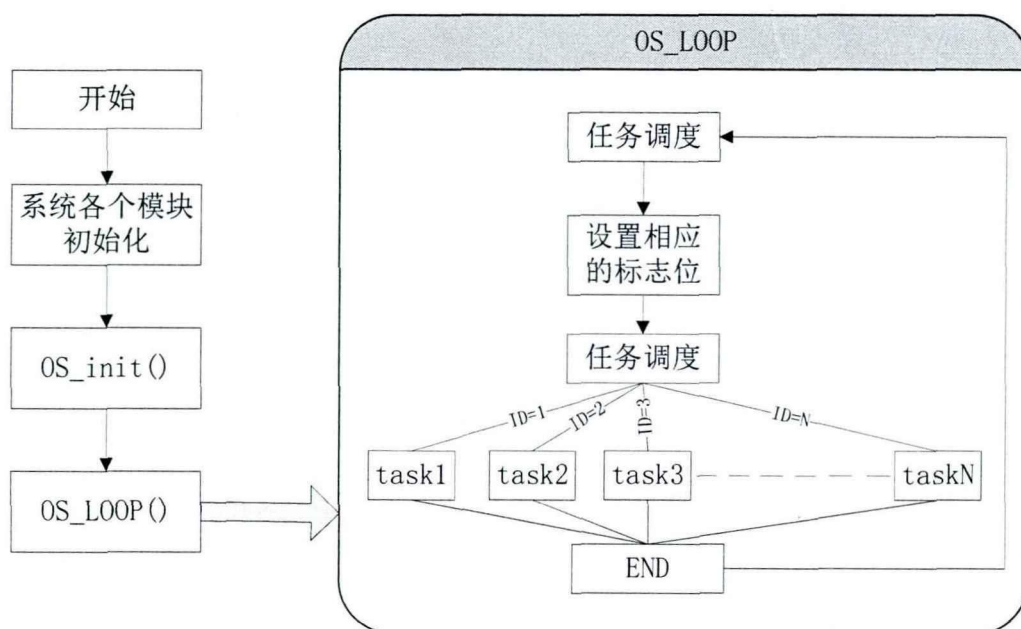 开始
系统各个模块
初始化
OS_init()
OS_LOOP()
OS_LOOP
任务调度
设置相应
的标志位
任务调度
ID=1
ID=2
ID=3
ID=N
task1
task2
task3
taskN
END